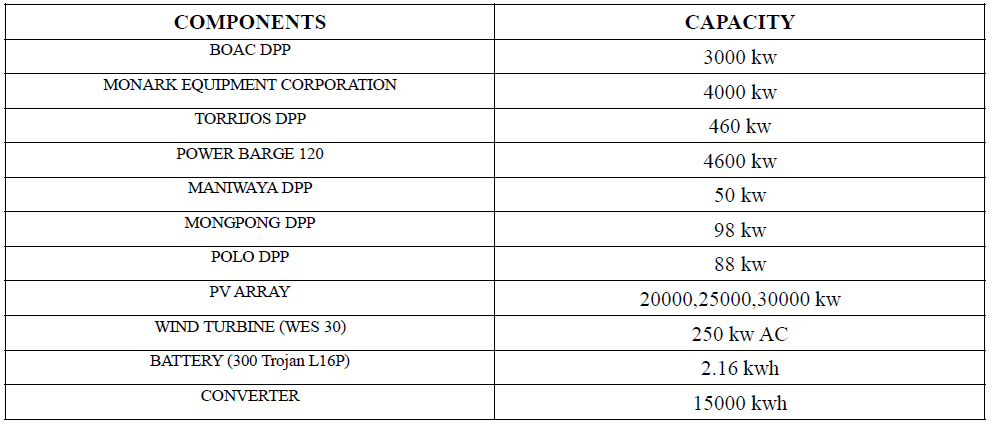 COMPONENTS CAPACITY
BOAC DPP 3000 kw
MONARK EQUIPMENT CORPORATION 4000 kw
TORRIJOS DPP 460 kw
POWER BARGE 120 4600 kw
MANIWAYA DPP 50 kw
MONGPONG DPP 98 kw
POLO DPP 88 kw
PV ARRAY 20000,25000,30000 kw
WIND TURBINE (WES 30) 250 kw AC
BATTERY (300 Trojan L16P) 2.16 kwh
CONVERTER 15000 kwh